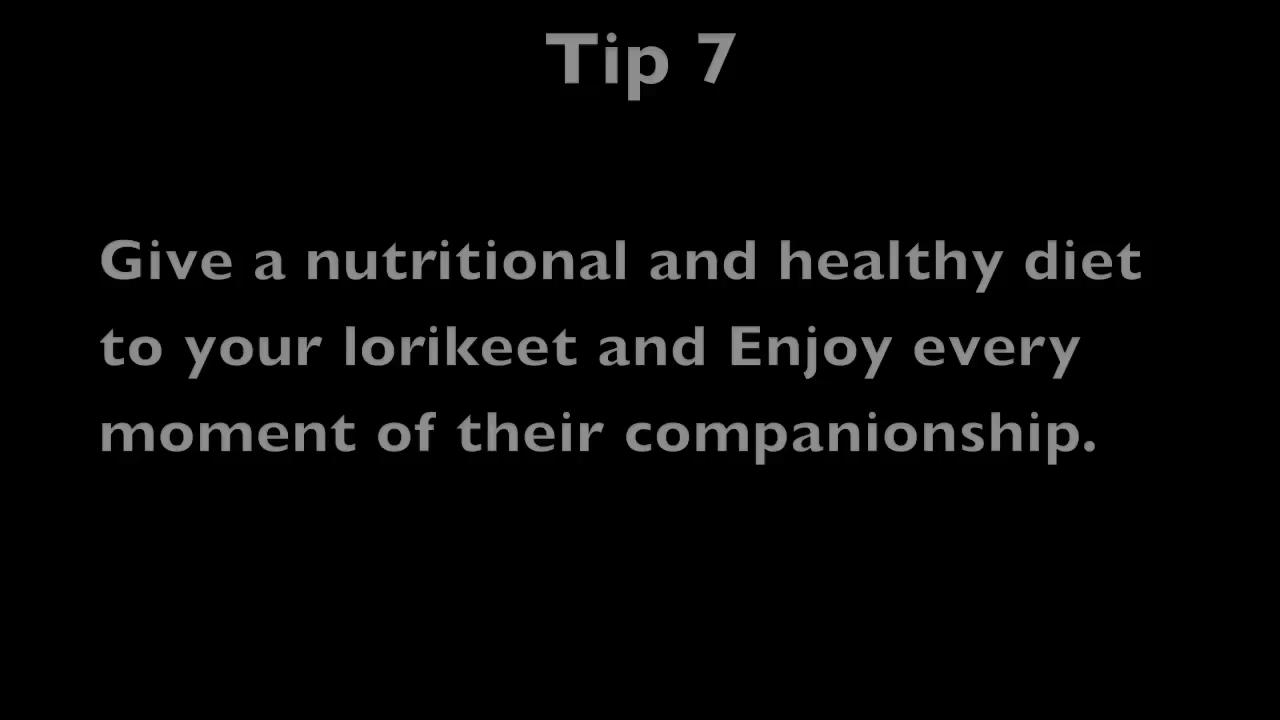 Tip 7
Give a nutritional and healthy diet
to your lorikeet and Enjoy every
moment of their companionship.